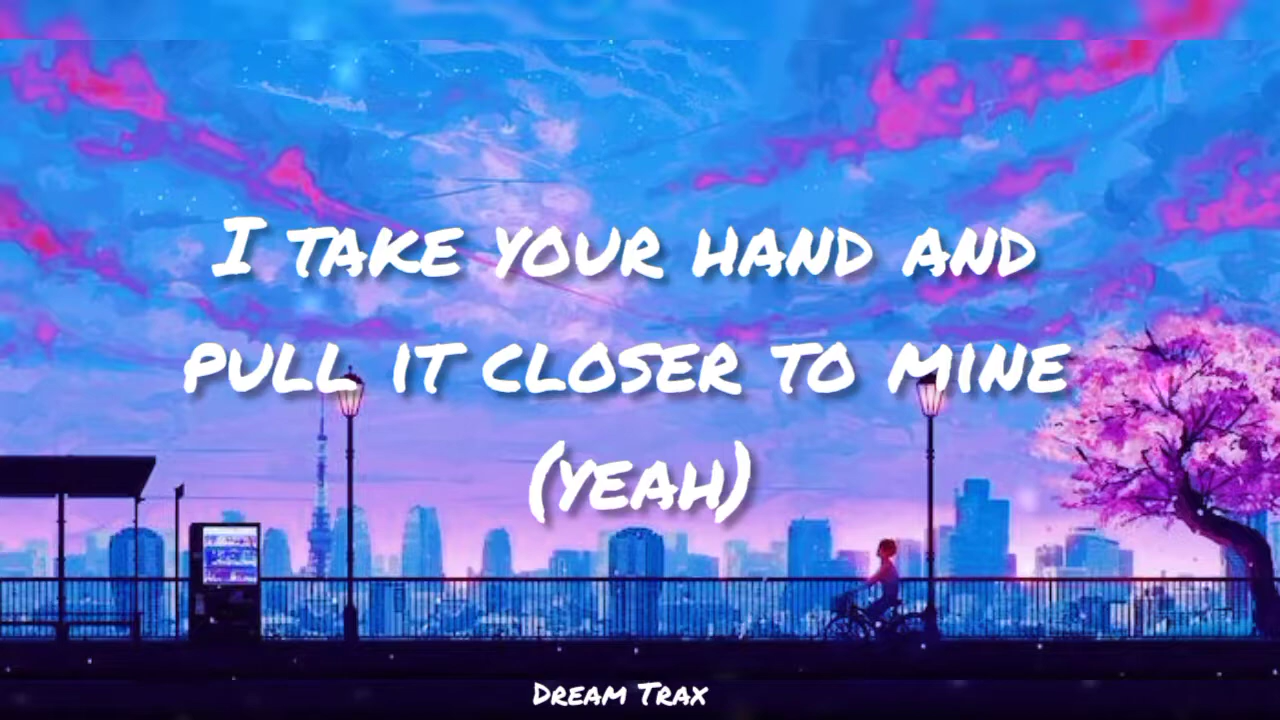 I TAKE YOUR HAND AND
PULL IT CLOSER TO MINE
(YEAH)
DREAM TRAX